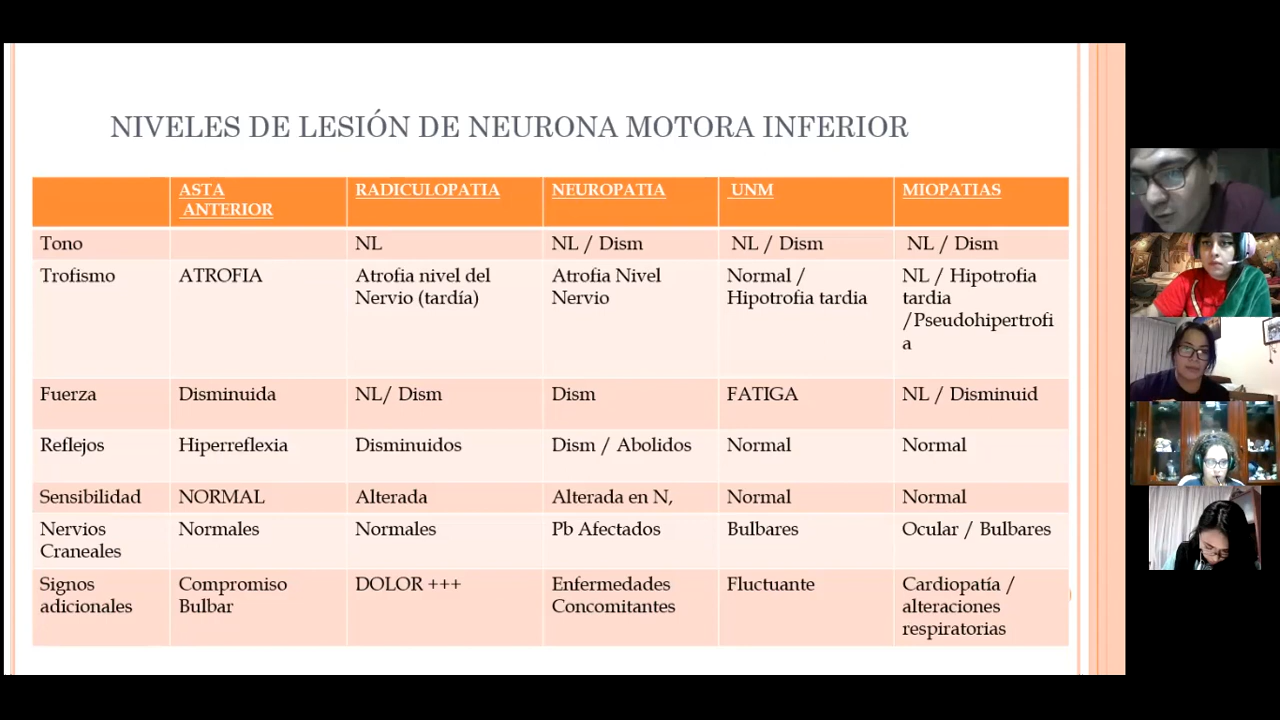 NIVELES DE LESIÓN DE NEURONA MOTORA INFERIOR
ASTA
ANTERIOR
RADICULOPATIA
NEUROPATIA
UNM
MIOPATIAS
Tono
NL
NL / Dism
NL / Dism
NL / Dism
Trofismo
ATROFIA
Atrofia nivel del
Nervio (tardía)
Atrofia Nivel
Nervio
Normal /
Hipotrofia tardia
NL / Hipotrofia
tardia
/Pseudohipertrofi
a
Fuerza
Disminuida
NL/ Dism
Dism
FATIGA
NL / Disminuid
Reflejos
Hiperreflexia
Disminuidos
Dism / Abolidos
Normal
Normal
Sensibilidad
NORMAL
Alterada
Alterada en N,
Normal
Normal
Nervios
Craneales
Normales
Normales
Pb Afectados
Bulbares
Ocular / Bulbares
Signos
adicionales
Compromiso
Bulbar
DOLOR +++
Enfermedades
Concomitantes
Fluctuante
Cardiopatía /
alteraciones
respiratorias